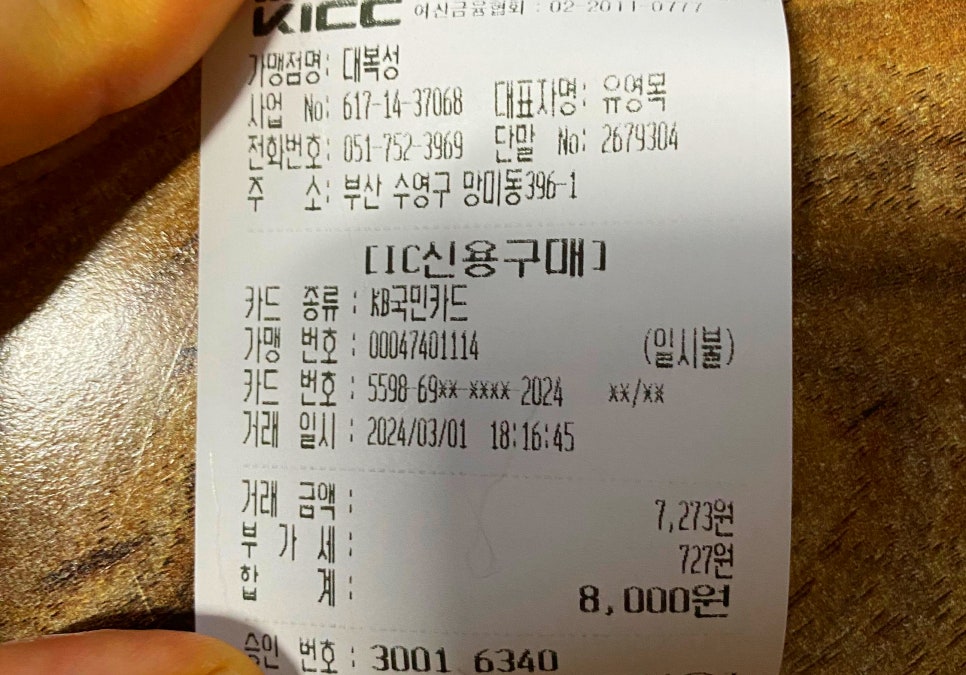 KICC 여신금융협회 : 02-2011-0777
가맹점명: 대복성
사업 No: 617-14-37068 대표자명: 유영목
전화번호: 051-752-3969 단말 No: 2679304
주 소: 부산 수영구 망미동396-1
[IC신용구매]
카드 종류 : KB국민카드
가맹 번호 : 00047401114 (일시불)
카드 번호 : 5598-69xx-xxxx-2024 xx/xx
거래 일시 : 2024/03/01 18:16:45
거래 금액 : 7,273원
부 가 세 : 727원
합 계 : 8,000원
승인 번호 : 3001 6340